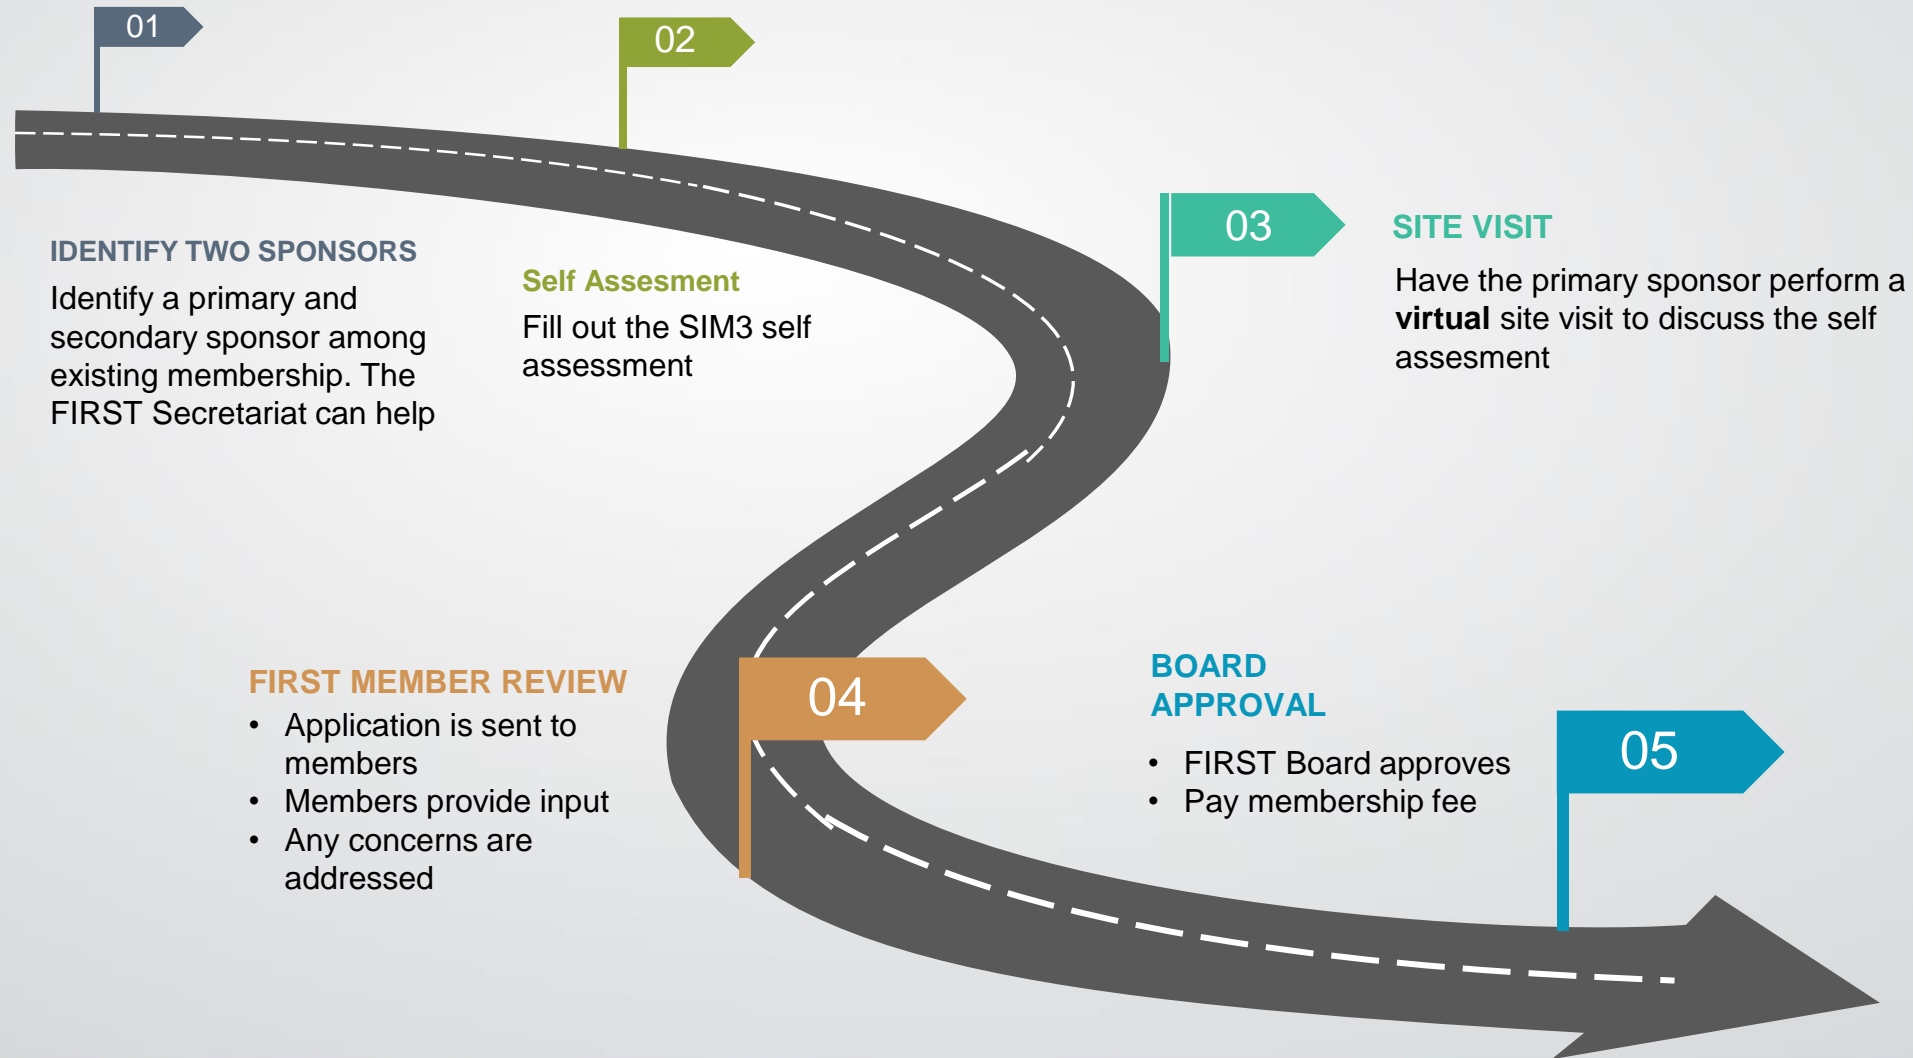 01
IDENTIFY TWO SPONSORS
Identify a primary and
secondary sponsor among
existing membership. The
FIRST Secretariat can help
02
Self Assesment
Fill out the SIM3 self
assessment
03
SITE VISIT
Have the primary sponsor perform a
virtual site visit to discuss the self
assesment
04
FIRST MEMBER REVIEW
• Application is sent to
members
• Members provide input
• Any concerns are
addressed
05
BOARD
APPROVAL
• FIRST Board approves
• Pay membership fee